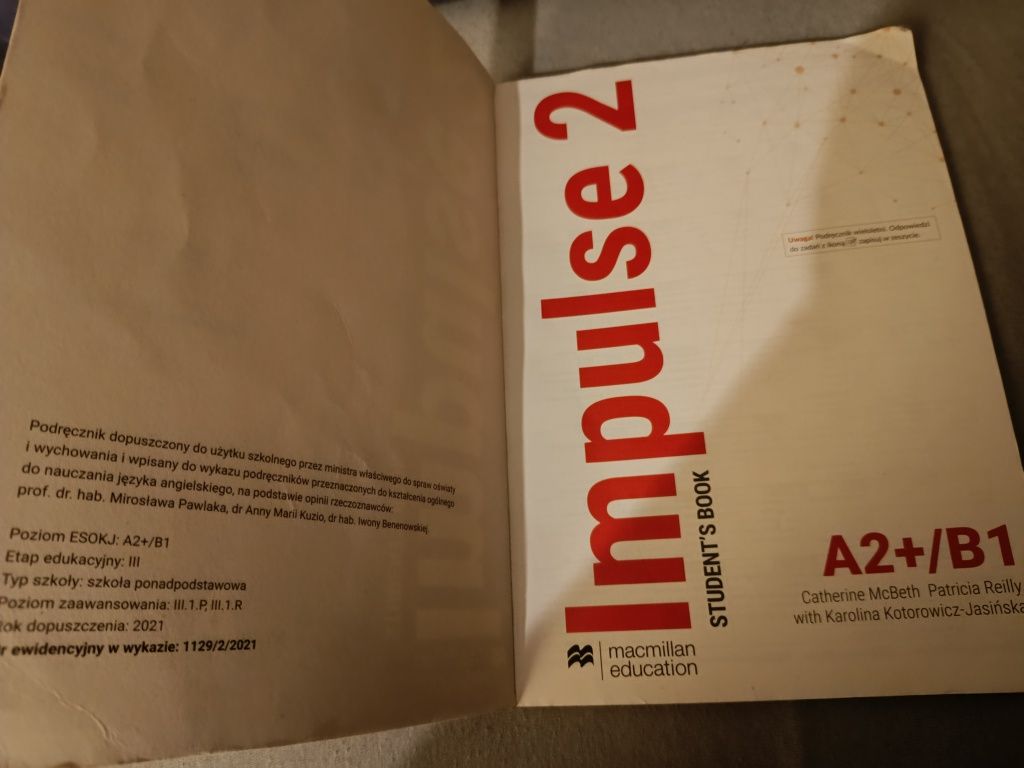 Podręcznik dopuszczony do użytku szkolnego przez ministra właściwego do spraw oświaty
i wychowania i wpisany do wykazu podręczników przeznaczonych do kształcenia ogólnego
do nauczania języka angielskiego, na podstawie opinii rzeczoznawców:
prof. dr. hab. Mirosława Pawlaka, dr Anny Marii Kuzio, dr hab. Iwony Benenowskiej.
Poziom ESOKJ: A2+/B1
Etap edukacyjny: III
Typ szkoły: szkoła ponadpodstawowa
Poziom zaawansowania: III.1.P, III.1.R
ok dopuszczenia: 2021
r ewidencyjny w wykazie: 1129/2/2021
Impulse 2
STUDENT'S BOOK
Uwaga! Podręcznik wieloletni. Odpowiedzi
do zadań z ikoną zapisuj w zeszycie.
A2+/B1
Catherine McBeth Patricia Reilly
with Karolina Kotorowicz-Jasińska
macmillan
education